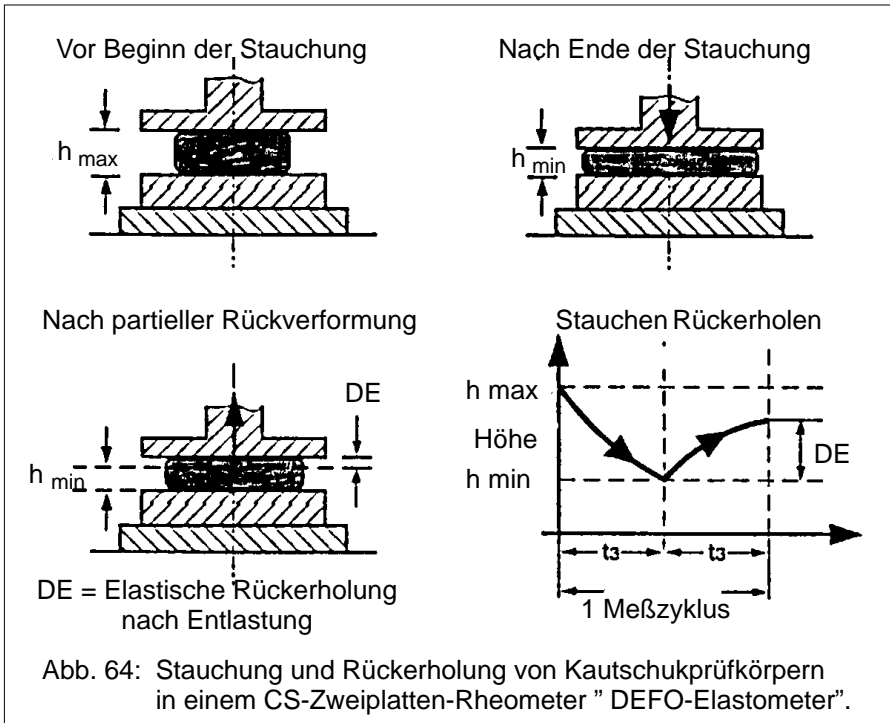 Vor Beginn der Stauchung
h max
Nach Ende der Stauchung
h min
Nach partieller Rückverformung
DE
h min
DE = Elastische Rückerholung
nach Entlastung
Stauchen Rückerholen
h max
Höhe
h min
DE
t3 t3
1 Meßzyklus
Abb. 64: Stauchung und Rückerholung von Kautschukprüfkörpern
in einem CS-Zweiplatten-Rheometer ” DEFO-Elastometer”.